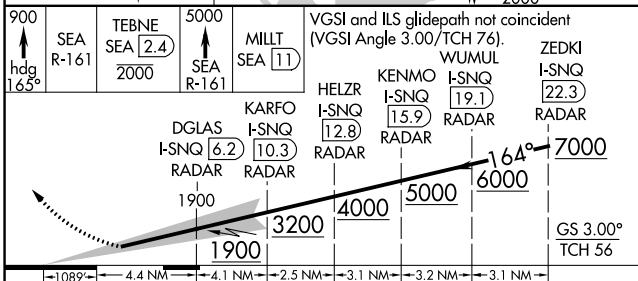 2000
900
hdg
165°
SEA
R-161
TEBNE
SEA 2.4
2000
5000
SEA
R-161
MILLT
SEA 11
VGSI and ILS glidepath not coincident
(VGSI Angle 3.00/TCH 76).
ZEDKI
I-SNQ
22.3
RADAR
WUMUL
I-SNQ
19.1
RADAR
KENMO
I-SNQ
15.9
RADAR
HELZR
I-SNQ
12.8
RADAR
KARFO
I-SNQ
10.3
RADAR
DGLAS
I-SNQ 6.2
RADAR
1900
164°
7000
6000
5000
4000
3200
1900
GS 3.00°
TCH 56
1089' 4.4 NM 4.1 NM 2.5 NM 3.1 NM 3.2 NM 3.1 NM